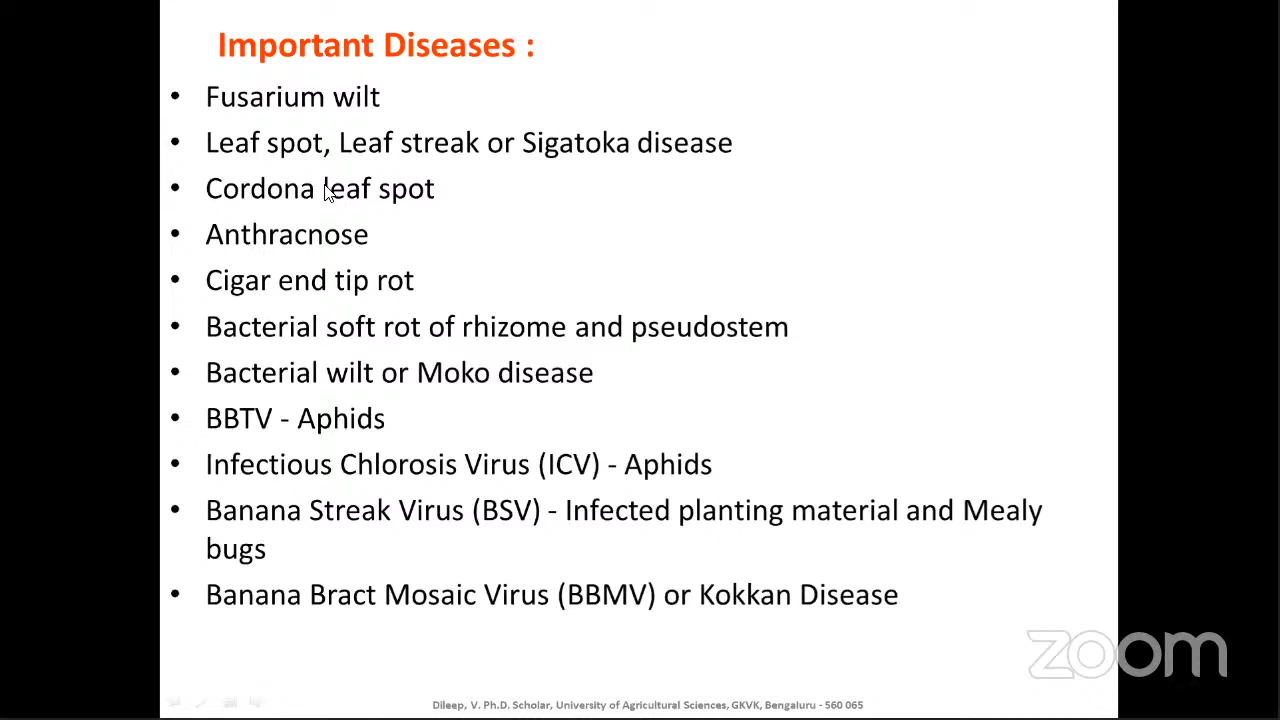 Important Diseases :
• Fusarium wilt
• Leaf spot, Leaf streak or Sigatoka disease
• Cordona leaf spot
• Anthracnose
• Cigar end tip rot
• Bacterial soft rot of rhizome and pseudostem
• Bacterial wilt or Moko disease
• BBTV - Aphids
• Infectious Chlorosis Virus (ICV) - Aphids
• Banana Streak Virus (BSV) - Infected planting material and Mealy
bugs
• Banana Bract Mosaic Virus (BBMV) or Kokkan Disease
zoom
Dileep, V. Ph.D. Scholar, University of Agricultural Sciences, GKVK, Bengaluru - 560 065